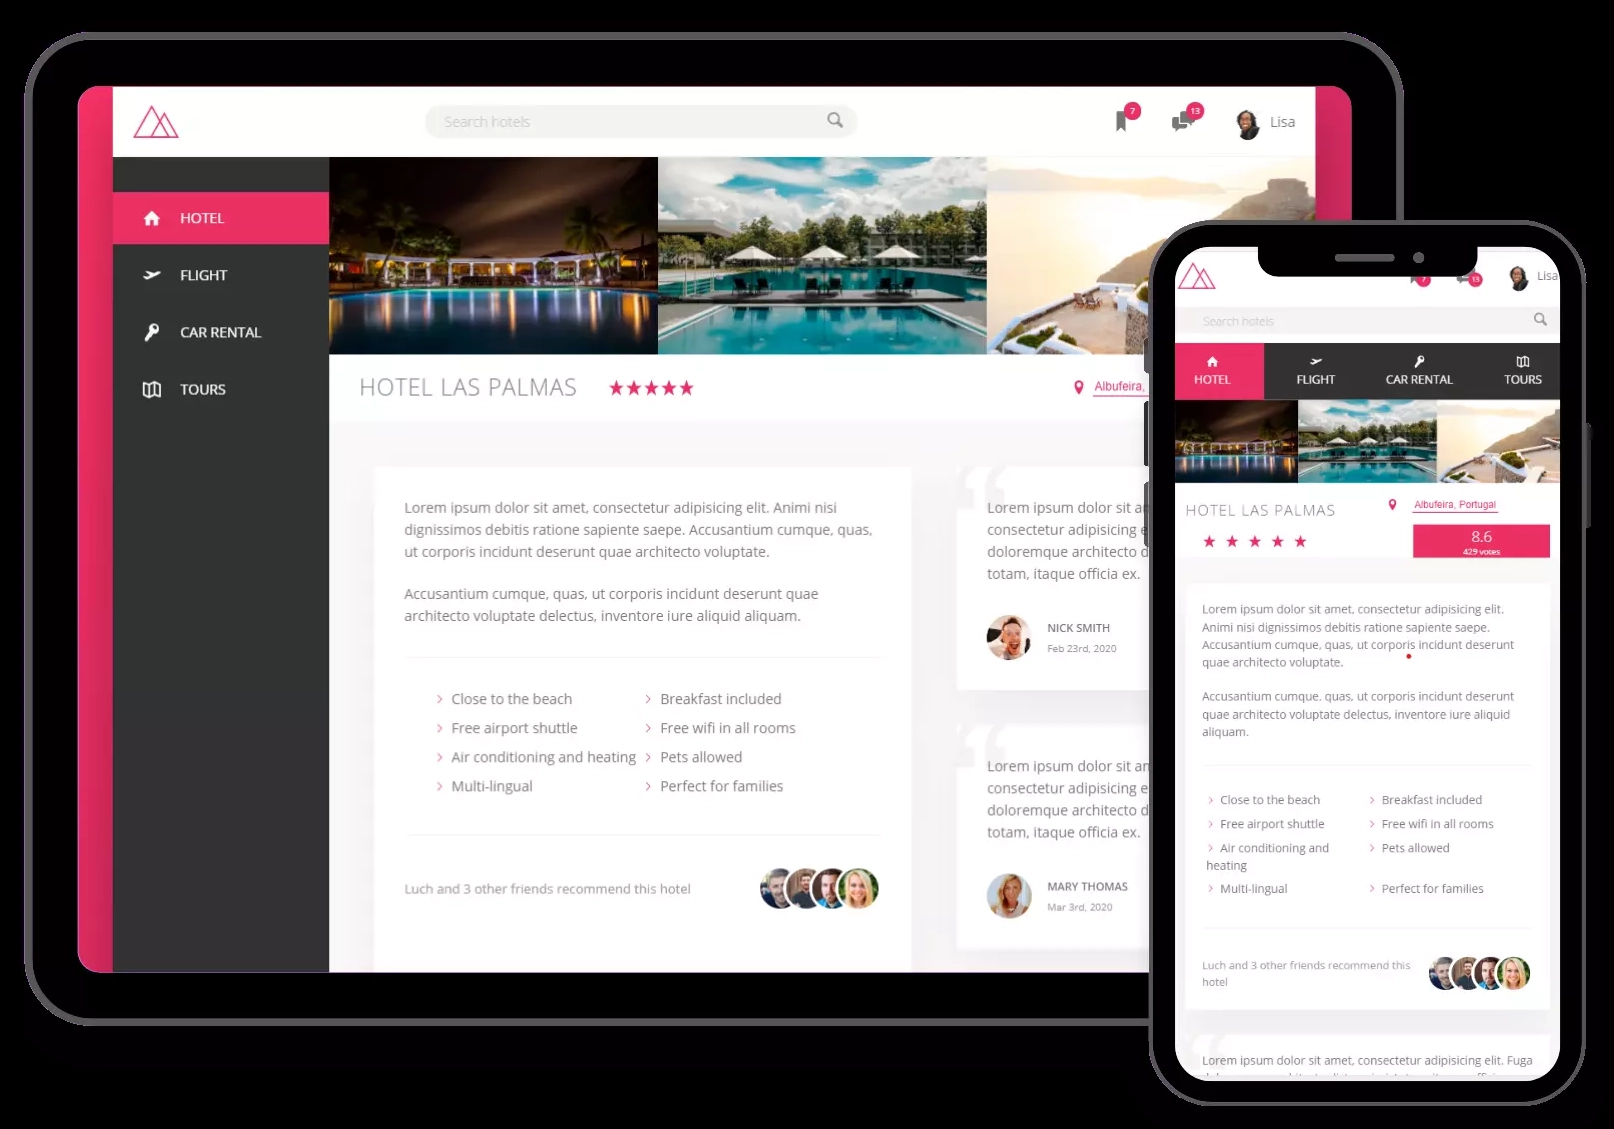 Search hotels
7
13
Lisa
HOTEL
FLIGHT
CAR RENTAL
TOURS
HOTEL LAS PALMAS
Albufeira,
Lorem ipsum dolor sit amet, consectetur adipisicing elit. Animi nisi
dignissimos debitis ratione sapiente saepe. Accusantium cumque, quas,
ut corporis incidunt deserunt quae architecto voluptate.
Accusantium cumque, quas, ut corporis incidunt deserunt quae
architecto voluptate delectus, inventore iure aliquid aliquam.
Close to the beach
Breakfast included
Free airport shuttle
Free wifi in all rooms
Air conditioning and heating
Pets allowed
Multi-lingual
Perfect for families
Luch and 3 other friends recommend this hotel
Lorem ipsum dolor sit
consectetur adipisicing
doloremque architecto
totam, itaque officia ex.
NICK SMITH
Feb 23rd, 2020
Lorem ipsum dolor sit
consectetur adipisicing
doloremque architecto
totam, itaque officia ex.
MARY THOMAS
Mar 3rd, 2020
7
13
Lisa
Search hotels
HOTEL
FLIGHT
CAR RENTAL
TOURS
HOTEL LAS PALMAS
Albufeira, Portugal
8.6
429 votes
Lorem ipsum dolor sit amet, consectetur adipisicing elit.
Animi nisi dignissimos debitis ratione sapiente saepe.
Accusantium cumque, quas, ut corporis incidunt deserunt
quae architecto voluptate.
Accusantium cumque, quas, ut corporis incidunt deserunt
quae architecto voluptate delectus, inventore iure aliquid
aliquam.
Close to the beach
Breakfast included
Free airport shuttle
Free wifi in all rooms
Air conditioning and
heating
Pets allowed
Multi-lingual
Perfect for families
Luch and 3 other friends recommend this
hotel
Lorem ipsum dolor sit amet, consectetur adipisicing elit. Fuga